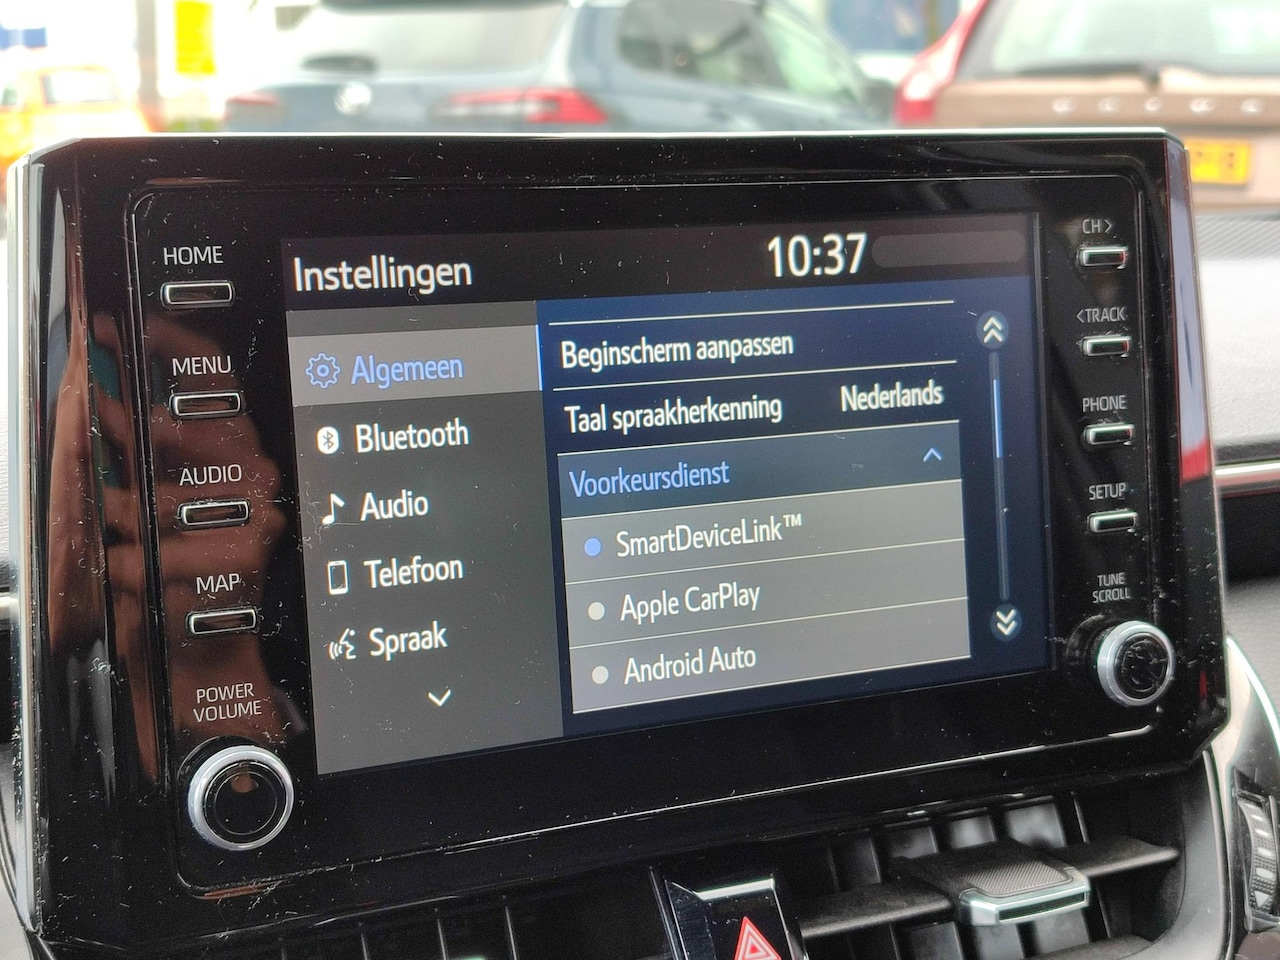 HOME
MENU
AUDIO
MAP
POWER
VOLUME
Instellingen
10:37
Algemeen
Bluetooth
Audio
Telefoon
Spraak
Beginscherm aanpassen
Taal spraakherkenning Nederlands
Voorkeursdienst
SmartDeviceLink™
Apple CarPlay
Android Auto
CH >
< TRACK
PHONE
SETUP
TUNE
SCROLL